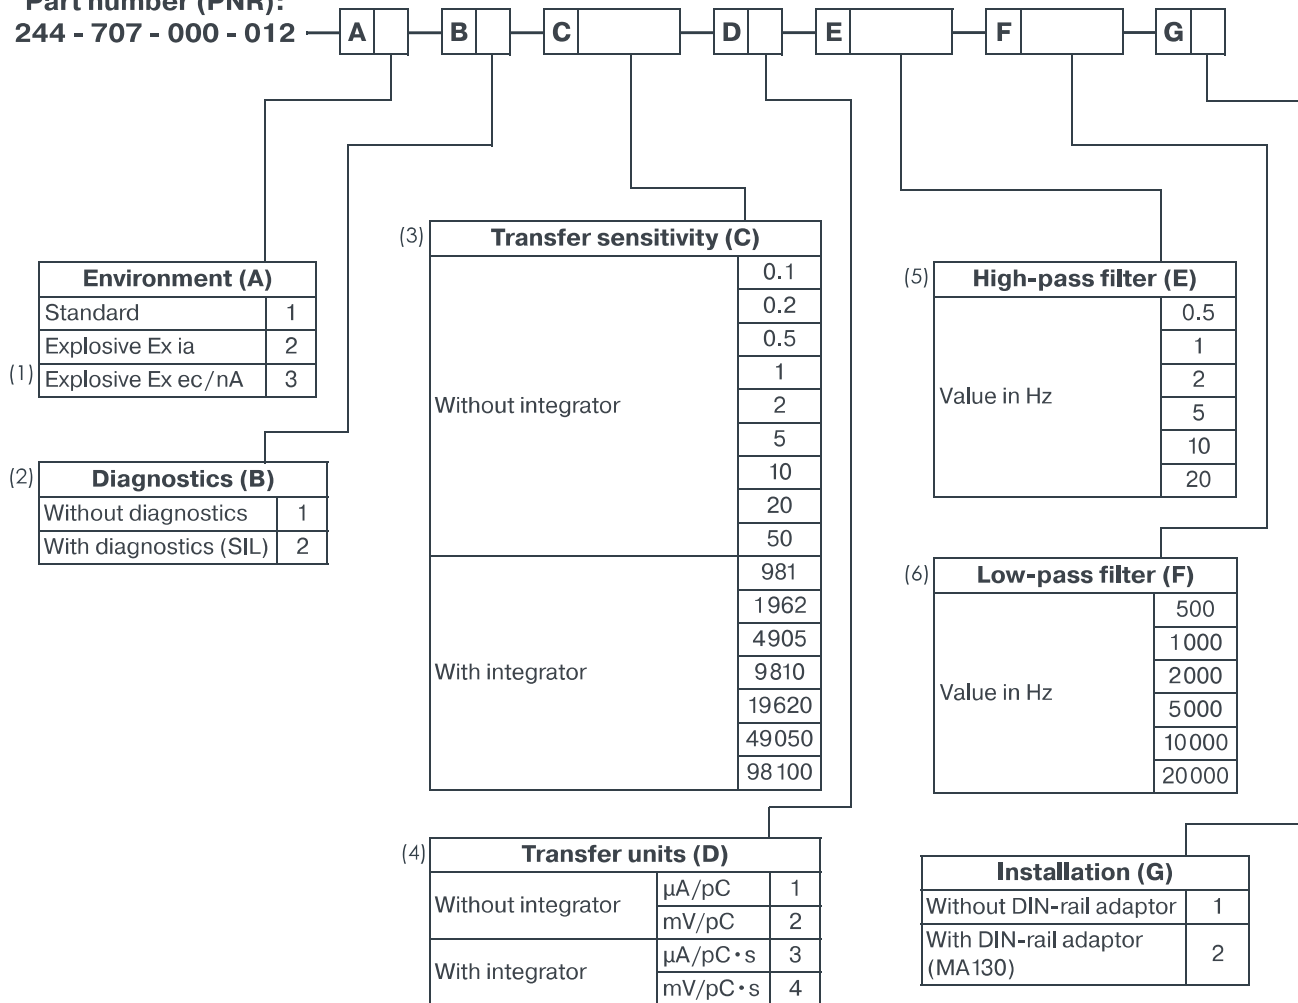 Part number (PNR):
244 - 707 - 000 - 012 A B C D E F G
(3) Transfer sensitivity (C)
Without integrator
0.1
0.2
0.5
1
2
5
10
20
50
With integrator
981
1962
4905
9810
19620
49050
98100
Environment (A)
Standard 1
Explosive Ex ia 2
(1) Explosive Ex ec/nA 3
(2) Diagnostics (B)
Without diagnostics 1
With diagnostics (SIL) 2
(5) High-pass filter (E)
Value in Hz
0.5
1
2
5
10
20
(6) Low-pass filter (F)
Value in Hz
500
1000
2000
5000
10000
20000
(4) Transfer units (D)
Without integrator
µA/pC 1
mV/pC 2
With integrator
µA/pC•s 3
mV/pC•s 4
Installation (G)
Without DIN-rail adaptor 1
With DIN-rail adaptor
(MA130) 2